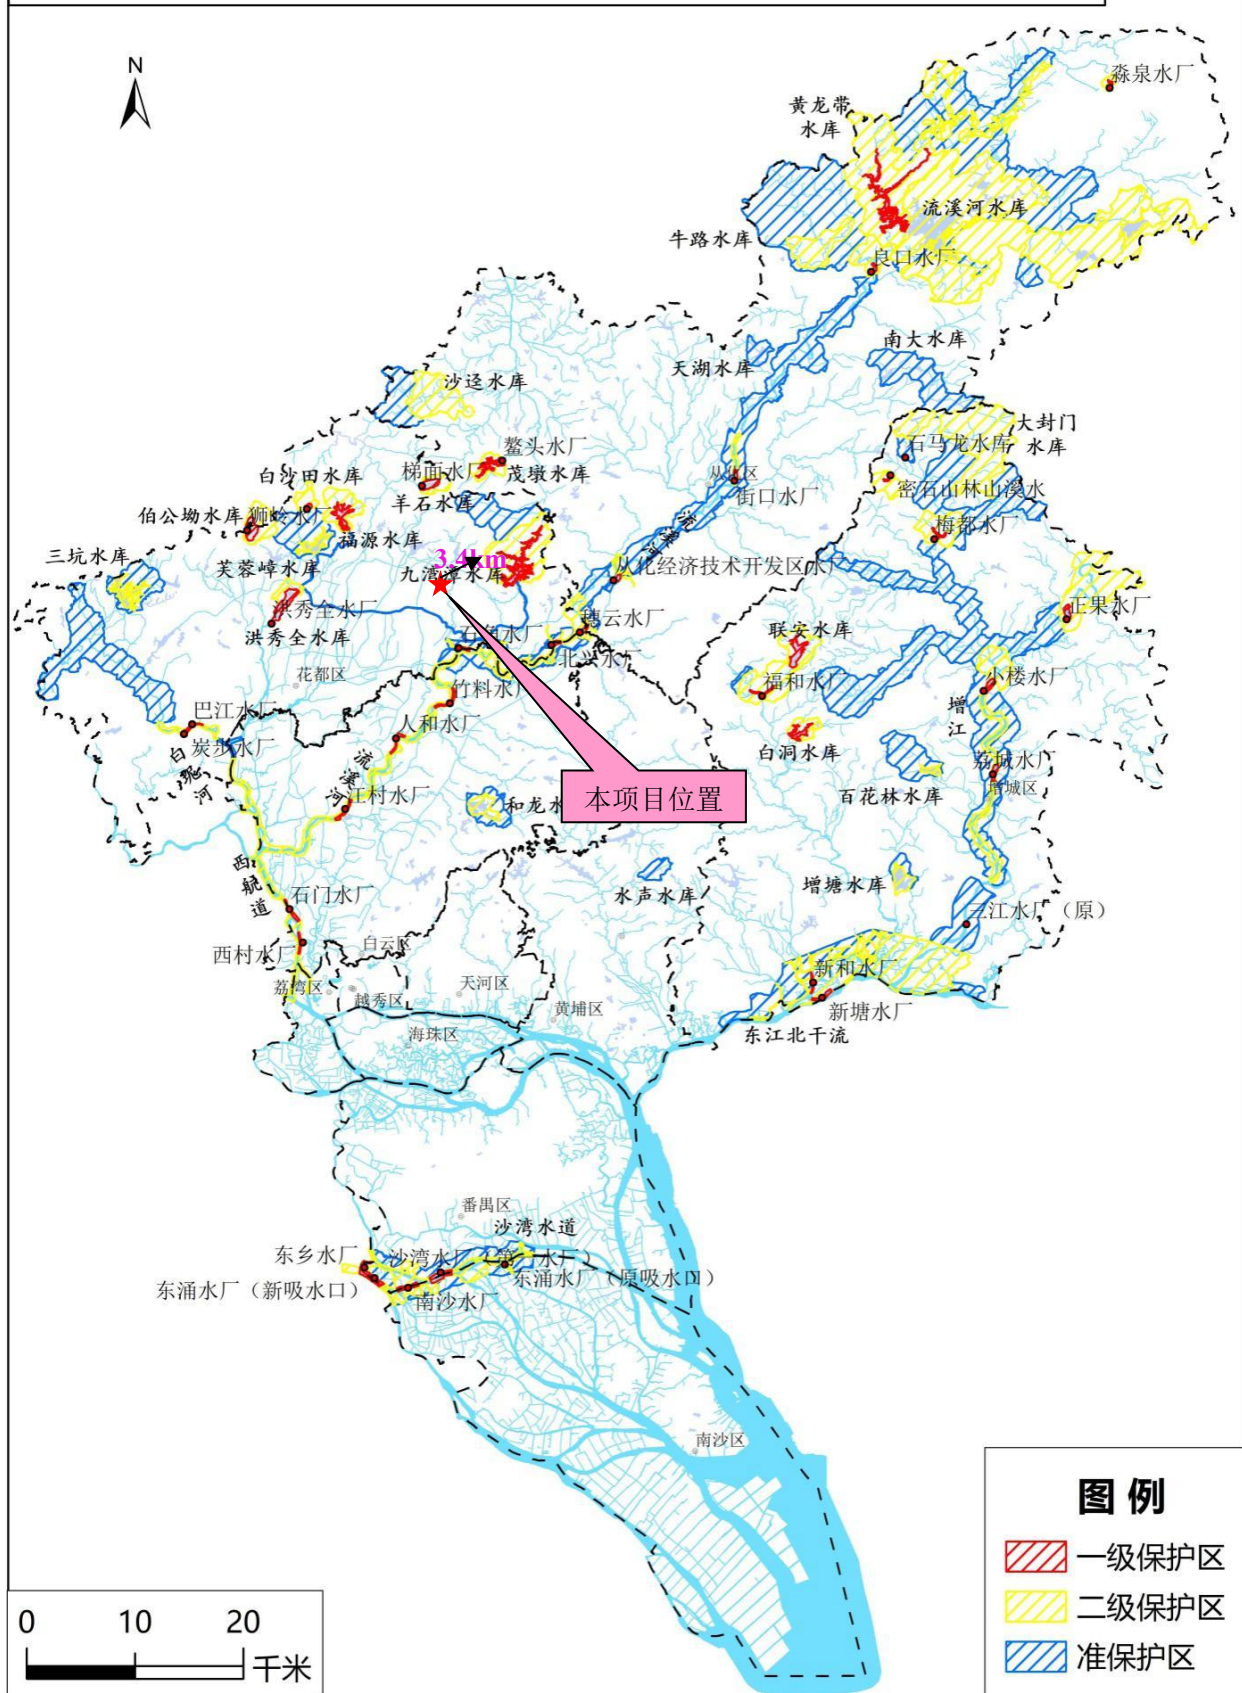 N
淼泉水厂
黄龙带
水库
流溪河水库
牛路水库
良口水厂
南大水库
天湖水库
沙迳水库
大封门
水库
石马龙水库
鳌头水厂
梯面水厂
茂墩水库
白沙田水库
羊石水库
从化区
街口水厂
密石山林山溪水
伯公坳水库
狮岭水厂
梅都水厂
福源水库
流溪河
三坑水库
芙蓉嶂水库
3.4km
九湾潭水库
从化经济技术开发区水厂
洪秀全水厂
洪秀全水库
正果水厂
穗云水厂
联安水库
石角水厂
北兴水厂
花都区
竹料水厂
福和水厂
小楼水厂
增江
巴江水厂
人和水厂
炭步水厂
白坭河
流溪河
白洞水库
荔城水厂
增城区
江村水厂
和龙水
本项目位置
百花林水库
西航道
水声水库
增塘水库
石门水厂
三江水厂（原）
西村水厂
白云区
新和水厂
荔湾区
越秀区
天河区
黄埔区
新塘水厂
海珠区
东江北干流
番禺区
沙湾水道
东乡水厂
沙湾水厂（第一水厂）
东涌水厂（新吸水口）
东涌水厂（原吸水口）
南沙水厂
南沙区
图 例
一级保护区
二级保护区
准保护区
0 10 20
千米